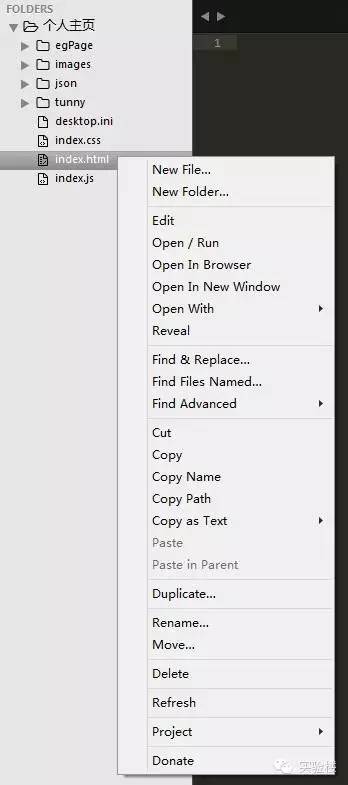 FOLDERS
个人主页
egPage
images
json
tunny
desktop.ini
index.css
index.html
index.js
1
New File...
New Folder...
Edit
Open / Run
Open In Browser
Open In New Window
Open With
Reveal
Find & Replace...
Find Files Named...
Find Advanced
Cut
Copy
Copy Name
Copy Path
Copy as Text
Paste
Paste in Parent
Duplicate...
Rename...
Move...
Delete
Refresh
Project
Donate
实验楼